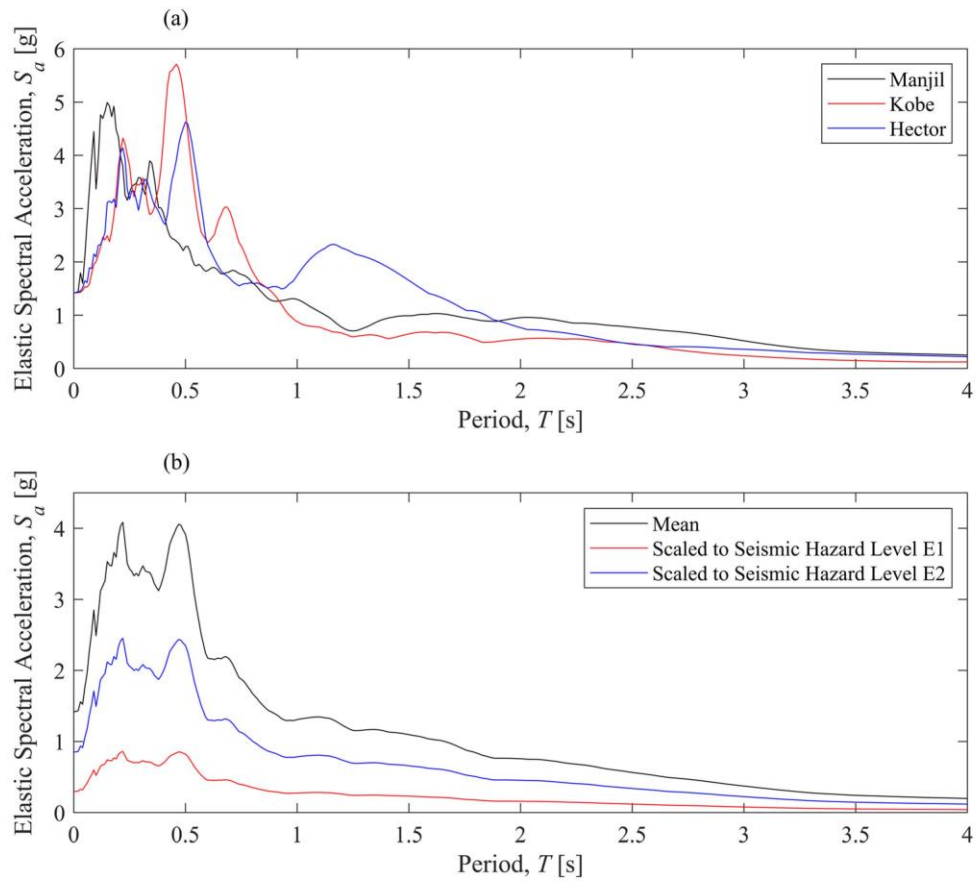 (a)
Elastic Spectral Acceleration, S_a [g]
6
5
4
3
2
1
0
Manjil
Kobe
Hector
0 0.5 1 1.5 2 2.5 3 3.5 4
Period, T [s]
(b)
Elastic Spectral Acceleration, S_a [g]
4
3
2
1
0
Mean
Scaled to Seismic Hazard Level E1
Scaled to Seismic Hazard Level E2
0 0.5 1 1.5 2 2.5 3 3.5 4
Period, T [s]